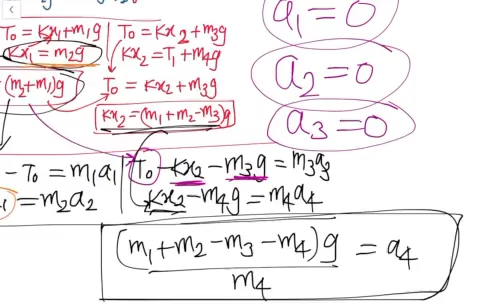 T₀ = Kx₁+m₁g | T₀ = Kx₂+m₃g
Kx₁ = m₂g | Kx₂ = T₁+m₄g
(m₂+m₁)g | T₀ = Kx₂+m₃g
Kx₂ = (m₁+m₂-m₃)g
a₁ = 0
a₂ = 0
a₃ = 0
- T₀ = m₁a₁ | T₀ - Kx₂ - m₃g = m₃a₃
= m₂a₂ | Kx₂ - m₄g = m₄a₄
(m₁+m₂-m₃-m₄)g = a₄
m₄